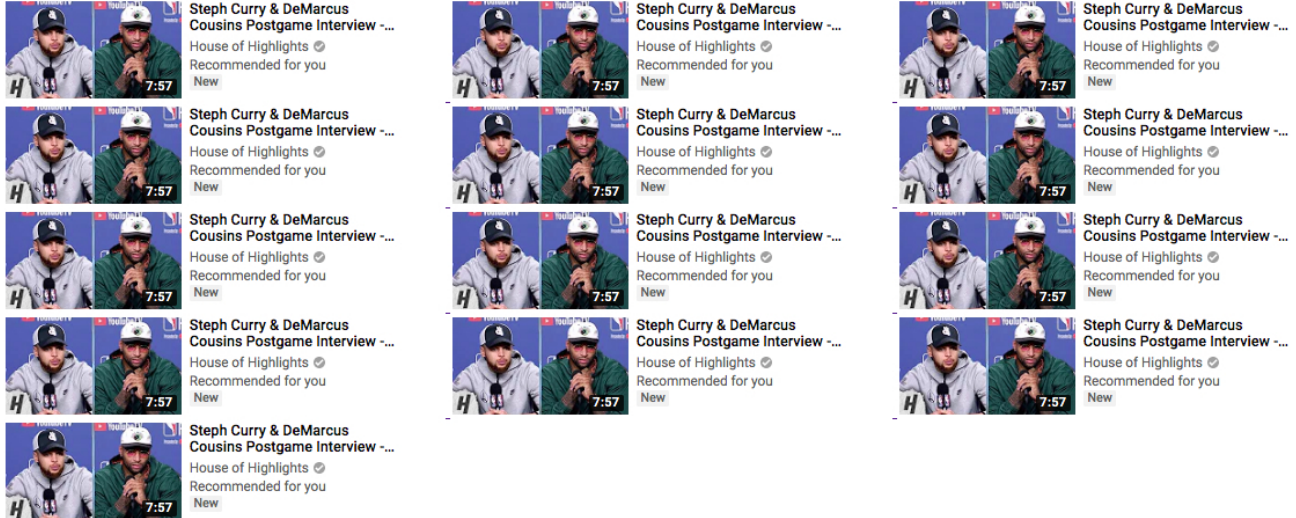 Steph Curry & DeMarcus
Cousins Postgame Interview -...
House of Highlights
Recommended for you
New
7:57
Steph Curry & DeMarcus
Cousins Postgame Interview -...
House of Highlights
Recommended for you
New
7:57
Steph Curry & DeMarcus
Cousins Postgame Interview -...
House of Highlights
Recommended for you
New
7:57
Steph Curry & DeMarcus
Cousins Postgame Interview -...
House of Highlights
Recommended for you
New
7:57
Steph Curry & DeMarcus
Cousins Postgame Interview -...
House of Highlights
Recommended for you
New
7:57
Steph Curry & DeMarcus
Cousins Postgame Interview -...
House of Highlights
Recommended for you
New
7:57
Steph Curry & DeMarcus
Cousins Postgame Interview -...
House of Highlights
Recommended for you
New
7:57
Steph Curry & DeMarcus
Cousins Postgame Interview -...
House of Highlights
Recommended for you
New
7:57
Steph Curry & DeMarcus
Cousins Postgame Interview -...
House of Highlights
Recommended for you
New
7:57
Steph Curry & DeMarcus
Cousins Postgame Interview -...
House of Highlights
Recommended for you
New
7:57
Steph Curry & DeMarcus
Cousins Postgame Interview -...
House of Highlights
Recommended for you
New
7:57
Steph Curry & DeMarcus
Cousins Postgame Interview -...
House of Highlights
Recommended for you
New
7:57
Steph Curry & DeMarcus
Cousins Postgame Interview -...
House of Highlights
Recommended for you
New
7:57